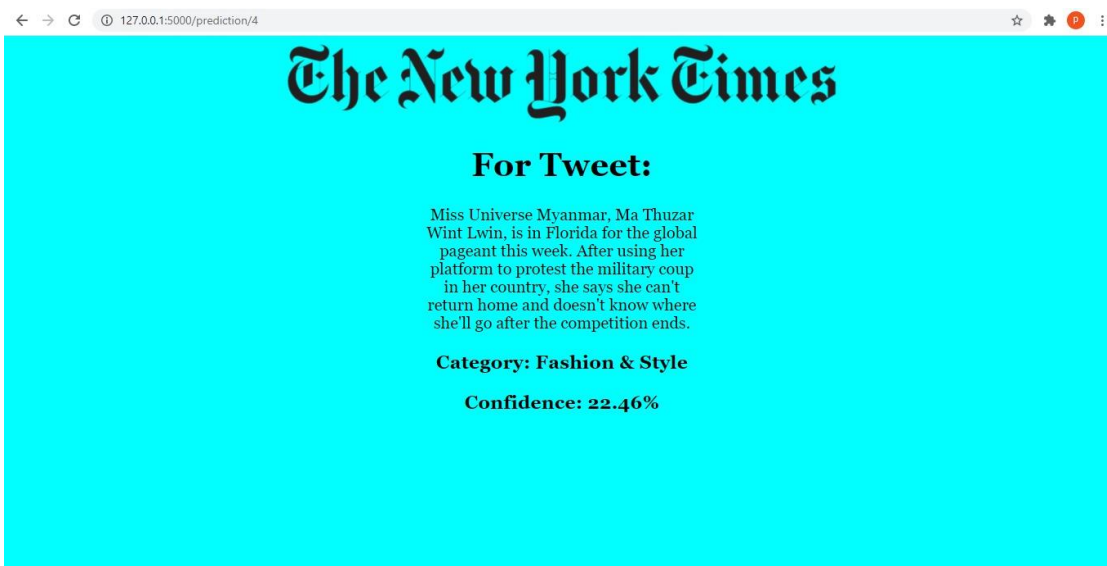 127.0.0.1:5000/prediction/4
P
The New York Times
For Tweet:
Miss Universe Myanmar, Ma Thuzar
Wint Lwin, is in Florida for the global
pageant this week. After using her
platform to protest the military coup
in her country, she says she can't
return home and doesn't know where
she'll go after the competition ends.
Category: Fashion & Style
Confidence: 22.46%